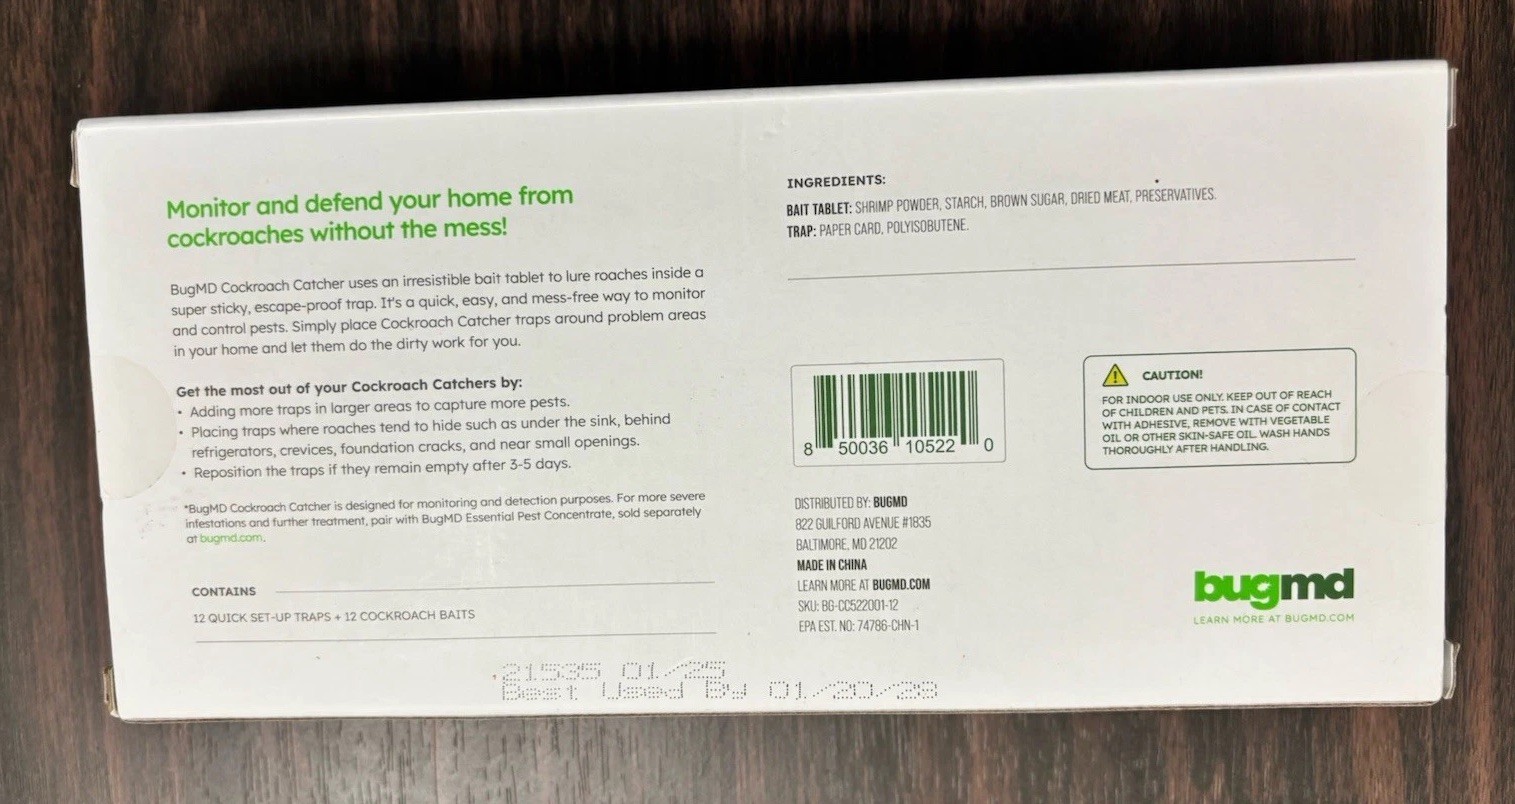 Monitor and defend your home from
cockroaches without the mess!
BugMD Cockroach Catcher uses an irresistible bait tablet to lure roaches inside a
super sticky, escape-proof trap. It's a quick, easy, and mess-free way to monitor
and control pests. Simply place Cockroach Catcher traps around problem areas
in your home and let them do the dirty work for you.
Get the most out of your Cockroach Catchers by:
• Adding more traps in larger areas to capture more pests.
• Placing traps where roaches tend to hide such as under the sink, behind
refrigerators, crevices, foundation cracks, and near small openings.
• Reposition the traps if they remain empty after 3-5 days.
*BugMD Cockroach Catcher is designed for monitoring and detection purposes. For more severe
infestations and further treatment, pair with BugMD Essential Pest Concentrate, sold separately
at bugmd.com.
CONTAINS
12 QUICK SET-UP TRAPS + 12 COCKROACH BAITS
INGREDIENTS:
BAIT TABLET: SHRIMP POWDER, STARCH, BROWN SUGAR, DRIED MEAT, PRESERVATIVES.
TRAP: PAPER CARD, POLYISOBUTENE.
8 50036 10522 0
CAUTION!
FOR INDOOR USE ONLY. KEEP OUT OF REACH
OF CHILDREN AND PETS. IN CASE OF CONTACT
WITH ADHESIVE, REMOVE WITH VEGETABLE
OIL OR OTHER SKIN-SAFE OIL. WASH HANDS
THOROUGHLY AFTER HANDLING.
DISTRIBUTED BY: BUGMD
822 GUILFORD AVENUE #1835
BALTIMORE, MD 21202
MADE IN CHINA
LEARN MORE AT BUGMD.COM
SKU: BG-CC522001-12
EPA EST. NO: 74786-CHN-1
bugmd
LEARN MORE AT BUGMD.COM
21535 01/25
Best Used By 01/20/28